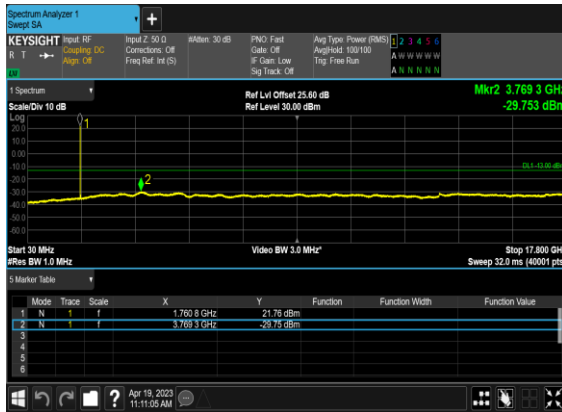 Spectrum Analyzer 1
Swept SA
+
KEYSIGHT Input: RF Input Z: 50 Ω #Atten: 30 dB PNO: Fast Avg Type: Power (RMS) 1 2 3 4 5 6
R T Coupling: DC Corrections: Off Gate: Off Avg|Hold: 100/100 A W W W W W
Align: Off Freq Ref: Int (S) IF Gain: Low Trig: Free Run
Sig Track: Off A N N N N N
1 Spectrum Ref Lvl Offset 25.60 dB Mkr2 3.769 3 GHz
Scale/Div 10 dB Ref Level 30.00 dBm -29.753 dBm
Log
20.0
10.0
0.00
-10.0
DL1 -13.00 dBm
-20.0
-30.0
-40.0
-50.0
-60.0
1
2
Start 30 MHz Video BW 3.0 MHz* Stop 17.800 GHz
#Res BW 1.0 MHz Sweep 32.0 ms (40001 pts)
5 Marker Table
Mode Trace Scale X Y Function Function Width Function Value
1 N 1 f 1.760 8 GHz 21.76 dBm
2 N 1 f 3.769 3 GHz -29.75 dBm
3
4
5
6
? Apr 19, 2023
11:11:05 AM